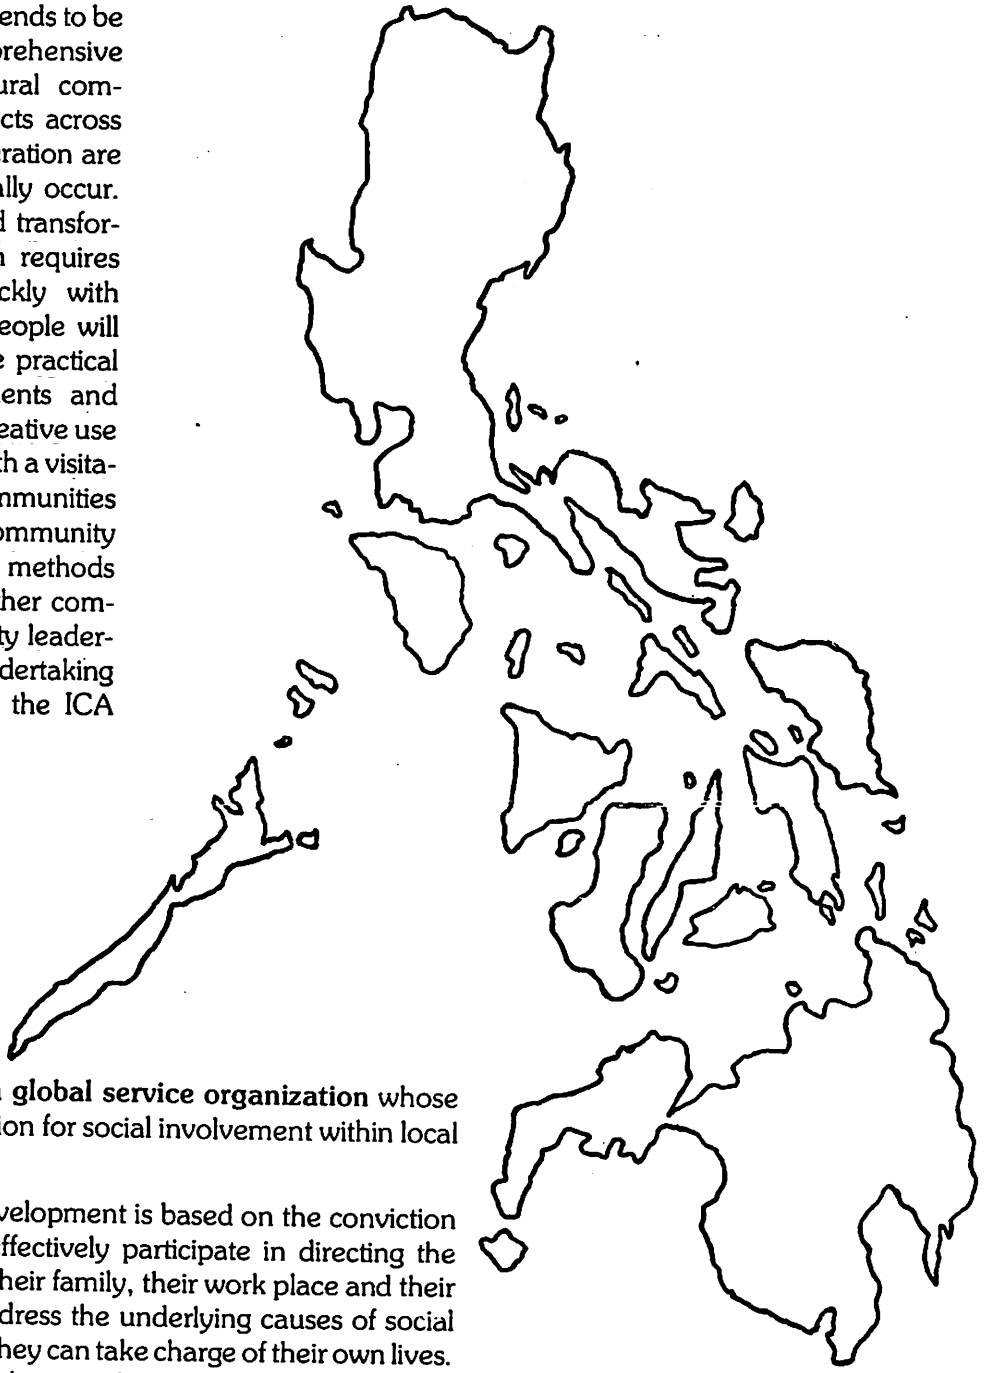 ends to be
rehensive
ural com-
cts across
ration are
lly occur.
transfor-
requires
ckly with
eople will
practical
ents and
eative use
h a visita-
mmunities
ommunity
methods
her com-
ty leader-
dertaking
the ICA
global service organization whose
ion for social involvement within local
velopment is based on the conviction
ffectively participate in directing the
heir family, their work place and their
dress the underlying causes of social
hey can take charge of their own lives.